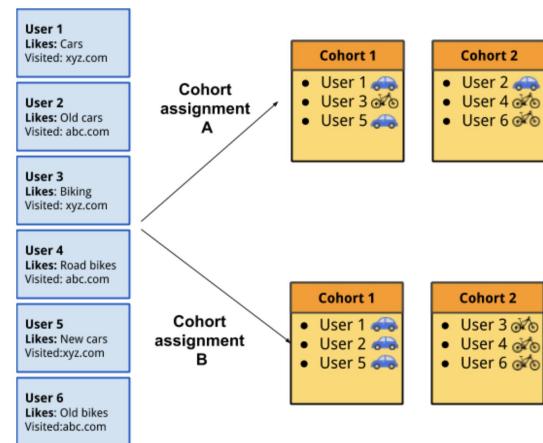 User 1
Likes: Cars
Visited: xyz.com
User 2
Likes: Old cars
Visited: abc.com
User 3
Likes: Biking
Visited: xyz.com
User 4
Likes: Road bikes
Visited: abc.com
User 5
Likes: New cars
Visited:xyz.com
User 6
Likes: Old bikes
Visited:abc.com
Cohort
assignment
A
Cohort 1
• User 1
• User 3
• User 5
Cohort 2
• User 2
• User 4
• User 6
Cohort
assignment
B
Cohort 1
• User 1
• User 2
• User 5
Cohort 2
• User 3
• User 4
• User 6